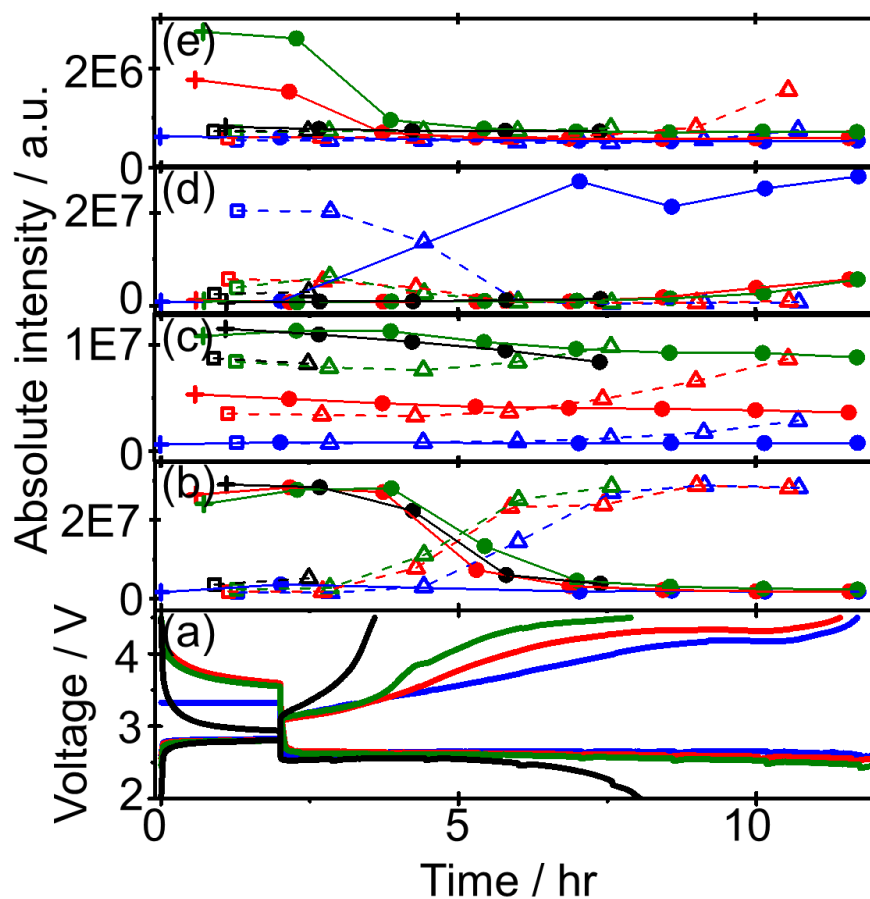 (e)
2E6
0
(d)
2E7
0
(c)
1E7
0
(b)
2E7
0
(a)
4
3
2
0
5
10
Absolute intensity / a.u.
Voltage / V
Time / hr